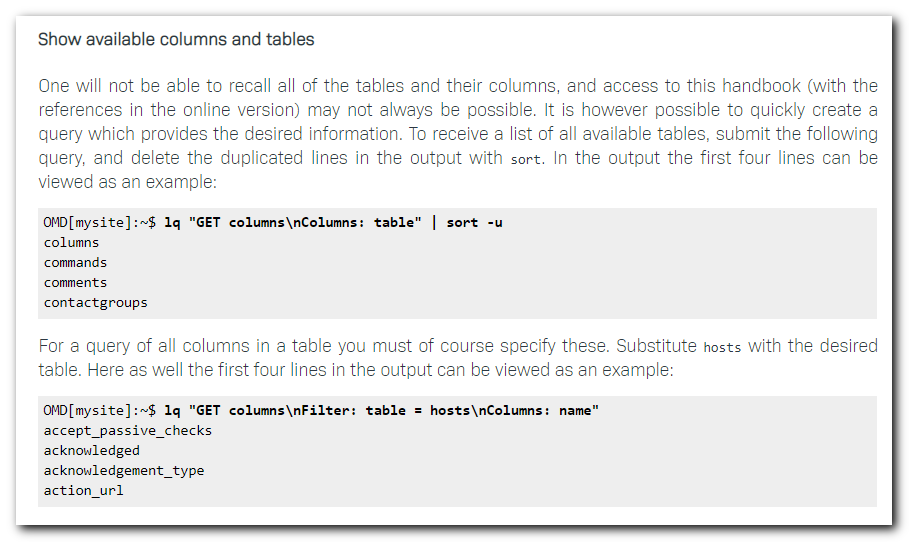 Show available columns and tables
One will not be able to recall all of the tables and their columns, and access to this handbook (with the
references in the online version) may not always be possible. It is however possible to quickly create a
query which provides the desired information. To receive a list of all available tables, submit the following
query, and delete the duplicated lines in the output with sort. In the output the first four lines can be
viewed as an example:
OMD[mysite]:~$ lq "GET columns\nColumns: table" | sort -u
columns
commands
comments
contactgroups
For a query of all columns in a table you must of course specify these. Substitute hosts with the desired
table. Here as well the first four lines in the output can be viewed as an example:
OMD[mysite]:~$ lq "GET columns\nFilter: table = hosts\nColumns: name"
accept_passive_checks
acknowledged
acknowledgement_type
action_url